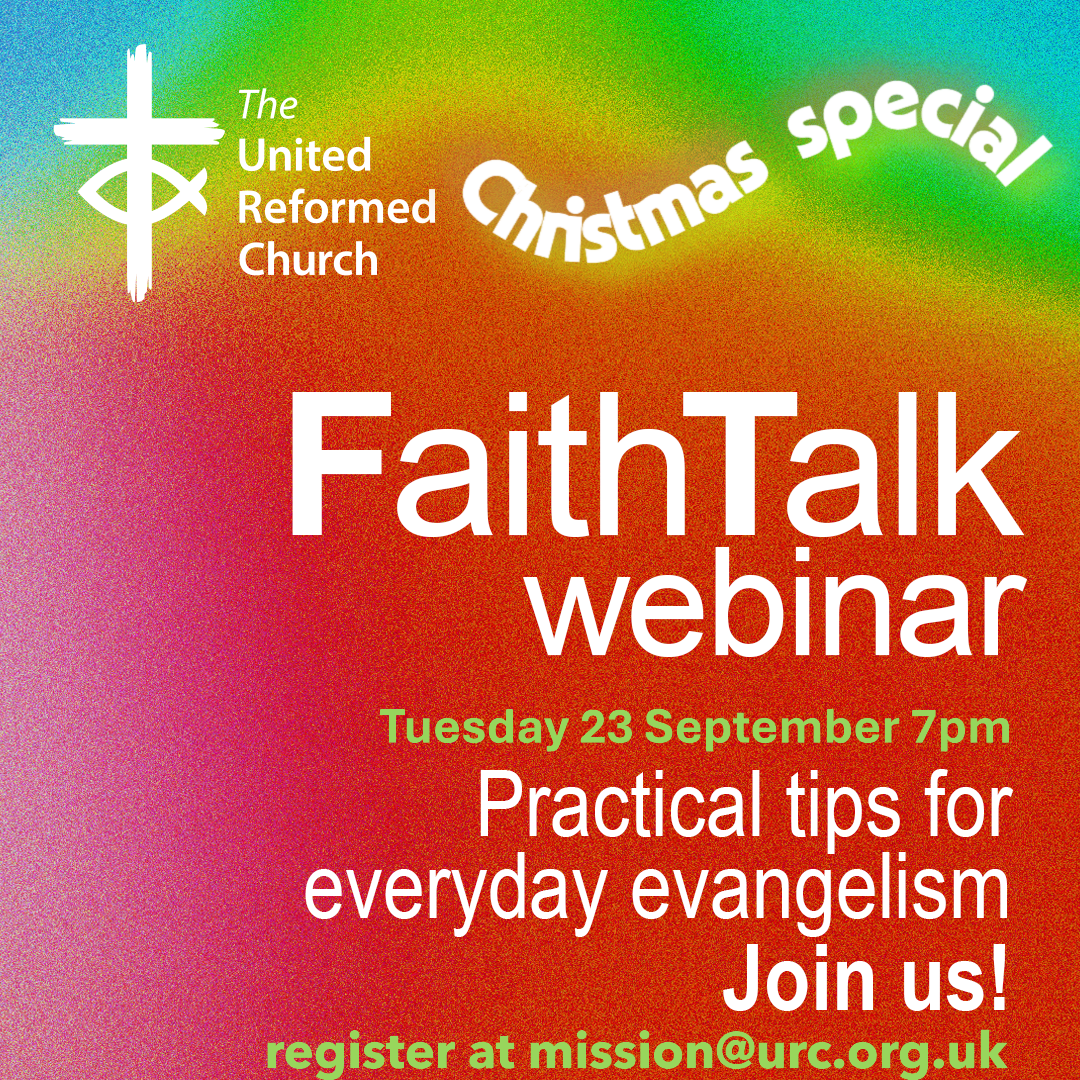 The
United
Reformed
Church
Christmas special
FaithTalk
webinar
Tuesday 23 September 7pm
Practical tips for
everyday evangelism
Join us!
register at mission@urc.org.uk